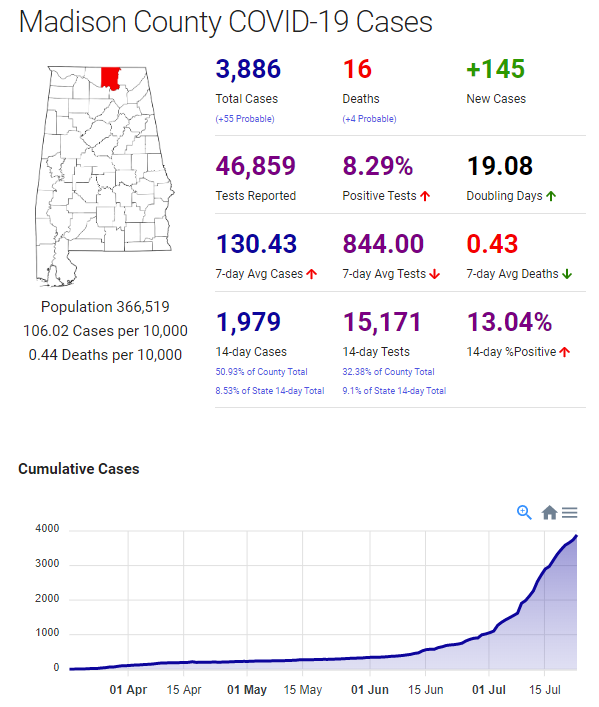 Madison County COVID-19 Cases
3,886
Total Cases
(+55 Probable)
16
Deaths
(+4 Probable)
+145
New Cases
46,859
Tests Reported
8.29%
Positive Tests ↑
19.08
Doubling Days ↑
130.43
7-day Avg Cases ↑
844.00
7-day Avg Tests ↓
0.43
7-day Avg Deaths ↓
Population 366,519
106.02 Cases per 10,000
0.44 Deaths per 10,000
1,979
14-day Cases
50.93% of County Total
8.53% of State 14-day Total
15,171
14-day Tests
32.38% of County Total
9.1% of State 14-day Total
13.04%
14-day %Positive ↑
Cumulative Cases
4000
3000
2000
1000
0
01 Apr 15 Apr 01 May 15 May 01 Jun 15 Jun 01 Jul 15 Jul